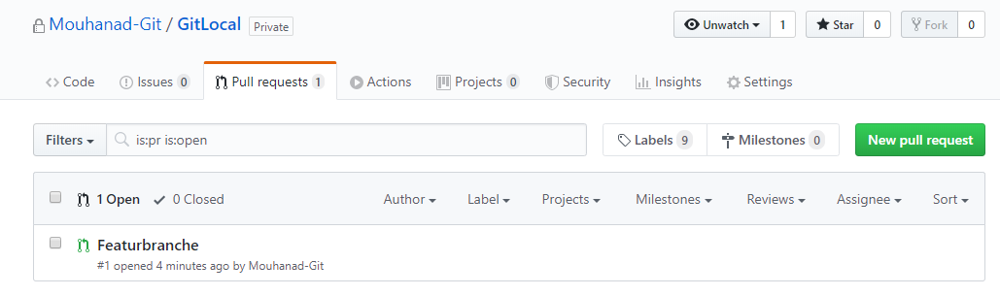 Mouhanad-Git / GitLocal Private Unwatch 1 Star 0 Fork 0
Code Issues 0 Pull requests 1 Actions Projects 0 Security Insights Settings
Filters is:pr is:open Labels 9 Milestones 0 New pull request
1 Open 0 Closed Author Label Projects Milestones Reviews Assignee Sort
Featurbranche
#1 opened 4 minutes ago by Mouhanad-Git